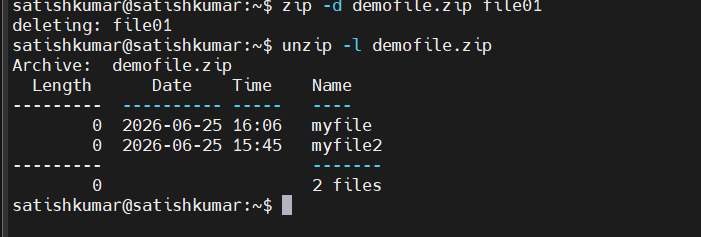 satishkumar@satishkumar:~$ zip -d demofile.zip file01
deleting: file01
satishkumar@satishkumar:~$ unzip -l demofile.zip
Archive:  demofile.zip
  Length      Date    Time    Name
---------  ---------- -----   ----
        0  2026-06-25 16:06   myfile
        0  2026-06-25 15:45   myfile2
---------                     -------
        0                     2 files
satishkumar@satishkumar:~$